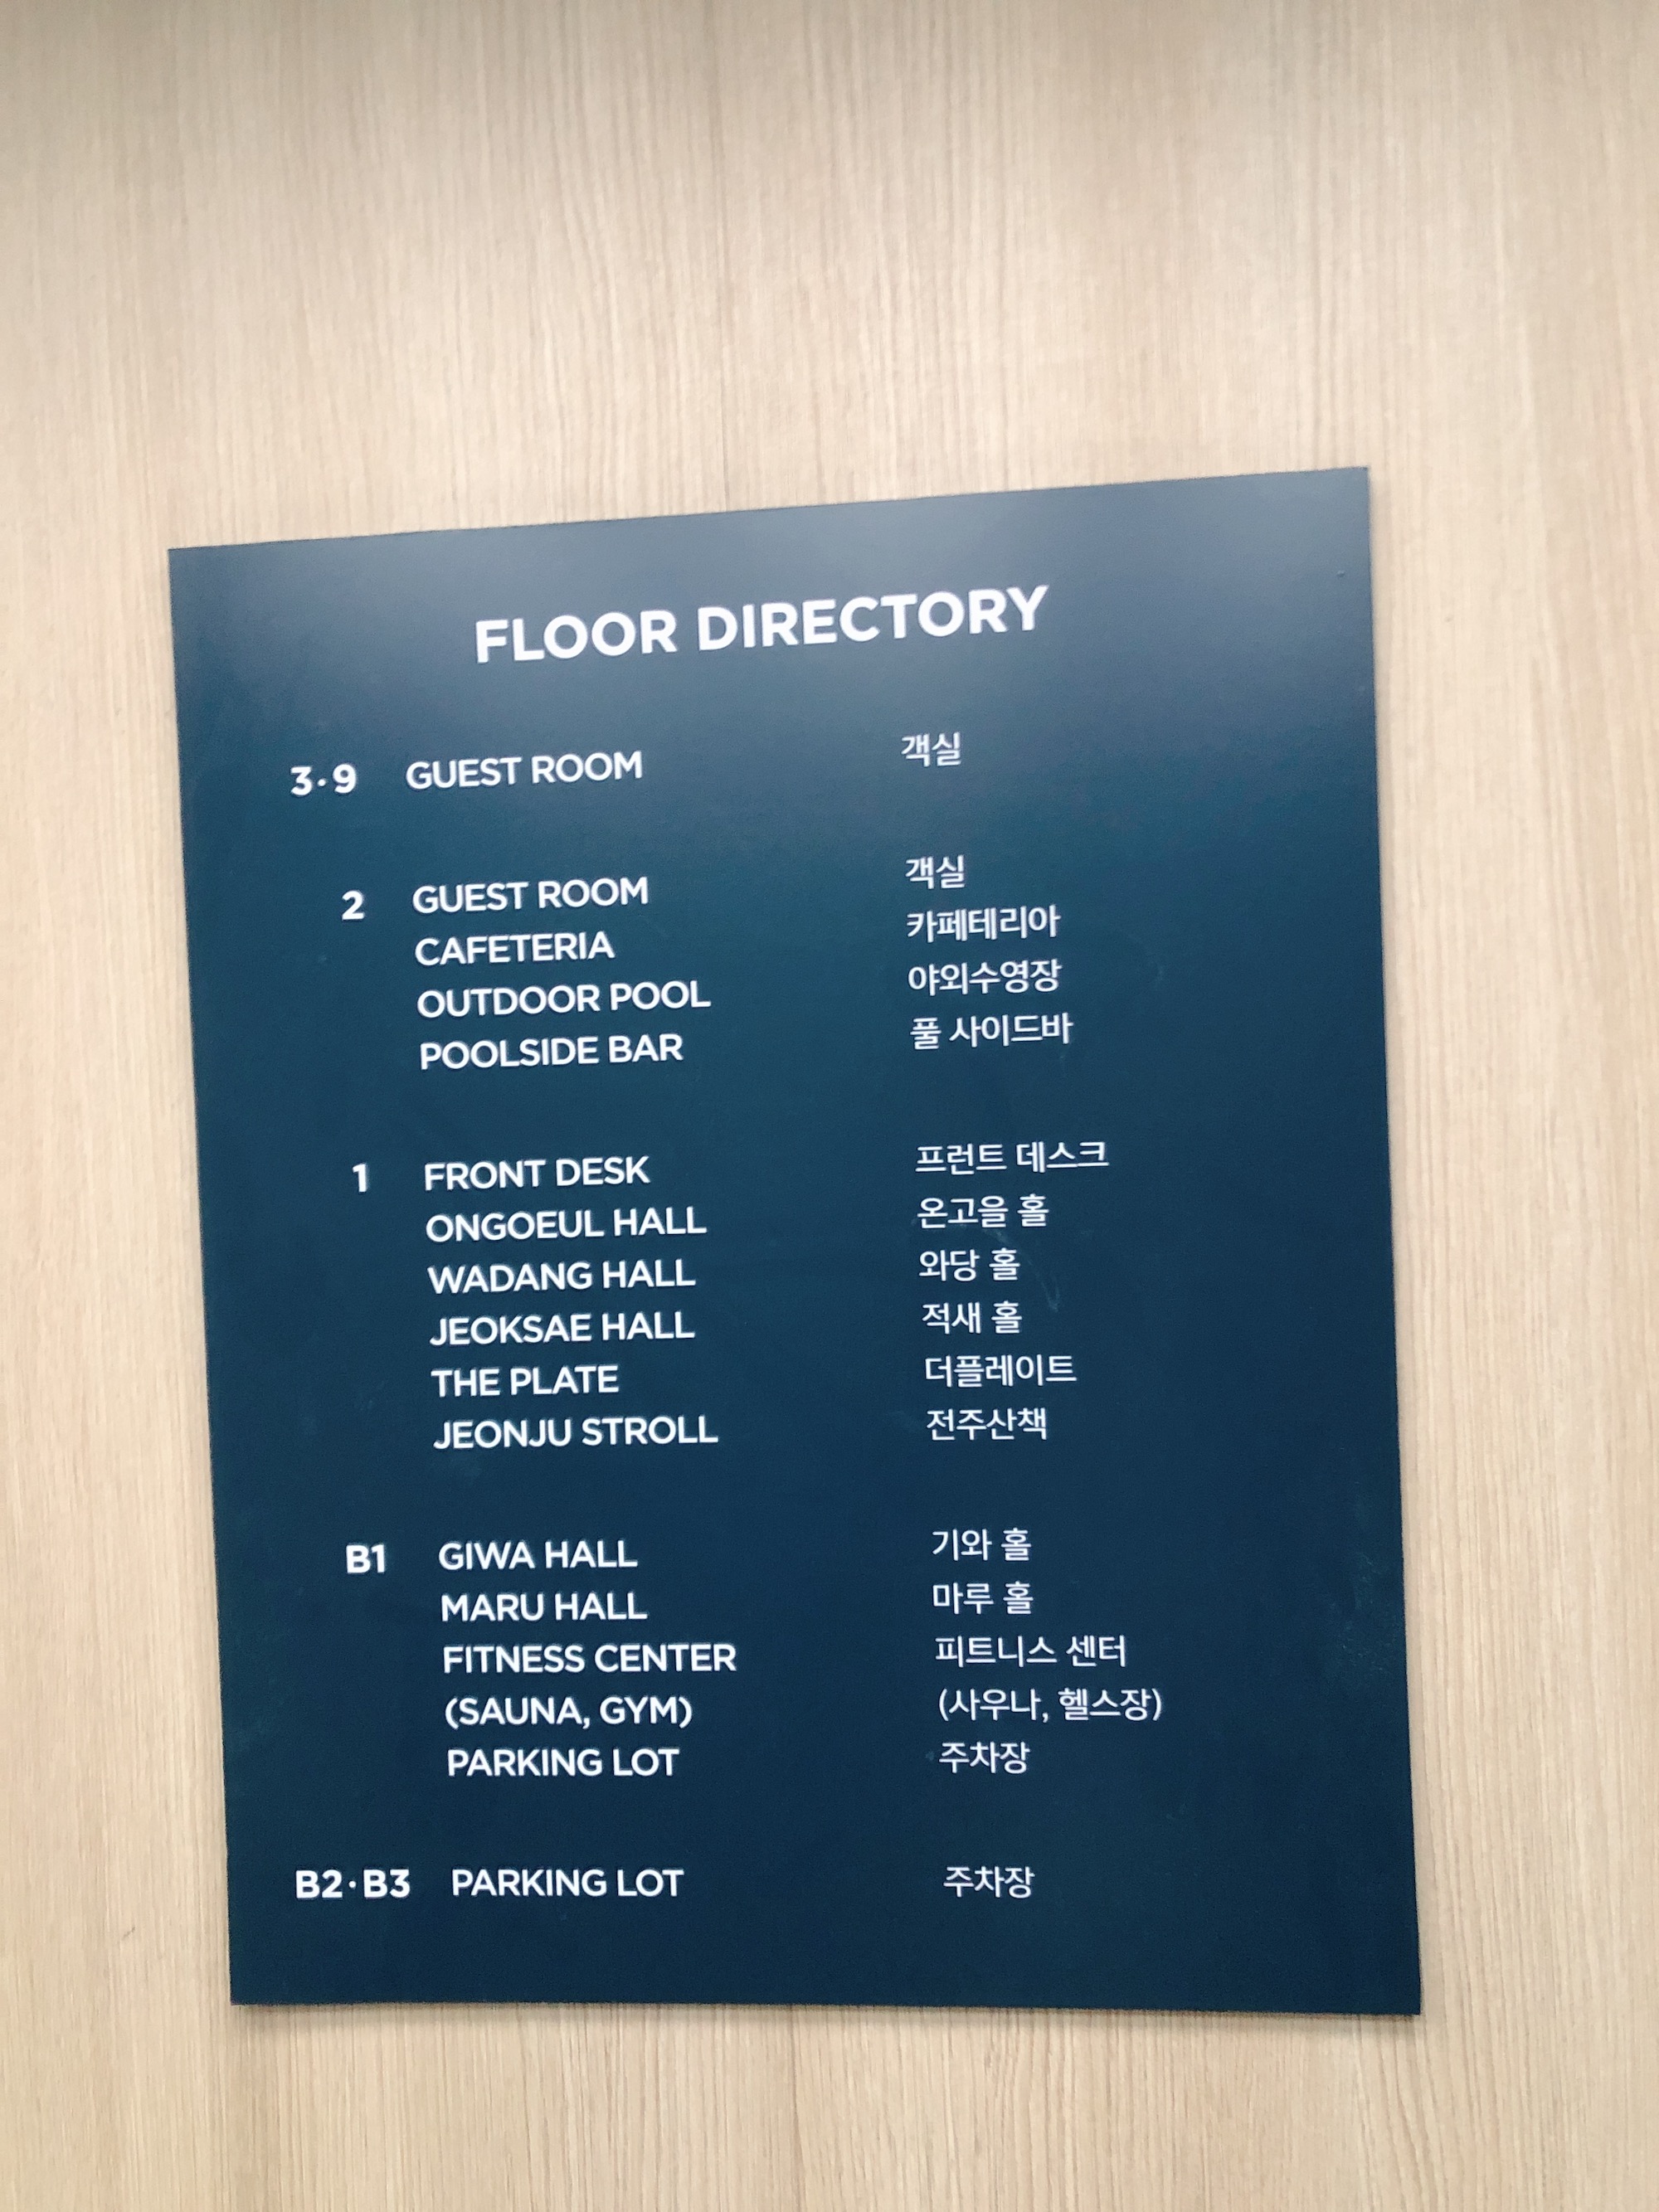 FLOOR DIRECTORY
3·9 GUEST ROOM 객실
2 GUEST ROOM 객실
CAFETERIA 카페테리아
OUTDOOR POOL 야외수영장
POOLSIDE BAR 풀 사이드바
1 FRONT DESK 프런트 데스크
ONGOEUL HALL 온고을 홀
WADANG HALL 와당 홀
JEOKSAE HALL 적새 홀
THE PLATE 더플레이트
JEONJU STROLL 전주산책
B1 GIWA HALL 기와 홀
MARU HALL 마루 홀
FITNESS CENTER 피트니스 센터
(SAUNA, GYM) (사우나, 헬스장)
PARKING LOT 주차장
B2·B3 PARKING LOT 주차장